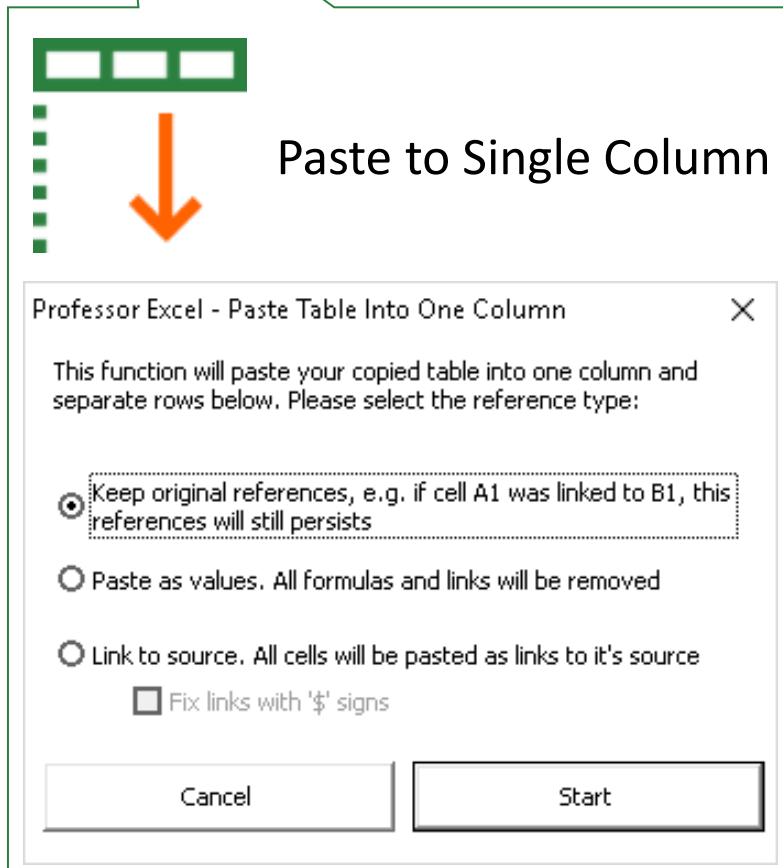 Paste to Single Column
Professor Excel - Paste Table Into One Column
This function will paste your copied table into one column and
separate rows below. Please select the reference type:
Keep original references, e.g. if cell A1 was linked to B1, this
references will still persists
Paste as values. All formulas and links will be removed
Link to source. All cells will be pasted as links to it's source
Fix links with '$' signs
Cancel
Start